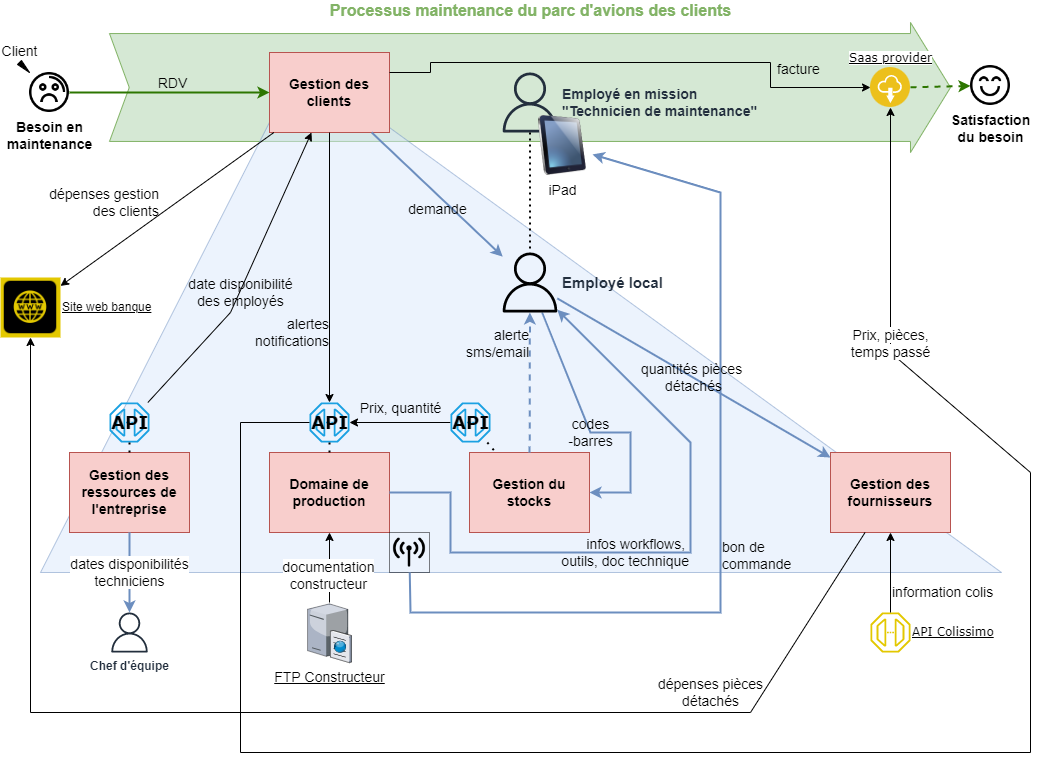 Processus maintenance du parc d'avions des clients
Client
RDV
Besoin en
maintenance
Gestion des
clients
Employé en mission
"Technicien de maintenance"
iPad
facture
Saas provider
Satisfaction
du besoin
dépenses gestion
des clients
demande
Site web banque
date disponibilité
des employés
alertes
notifications
Employé local
alerte
sms/email
Prix, pièces,
temps passé
quantités pièces
détachés
API
API
Prix, quantité
API
codes
-barres
Gestion des
ressources de
l'entreprise
Domaine de
production
Gestion du
stocks
Gestion des
fournisseurs
infos workflows,
outils, doc technique
bon de
commande
dates disponibilités
techniciens
documentation
constructeur
information colis
Chef d'équipe
FTP Constructeur
API Colissimo
dépenses pièces
détachés